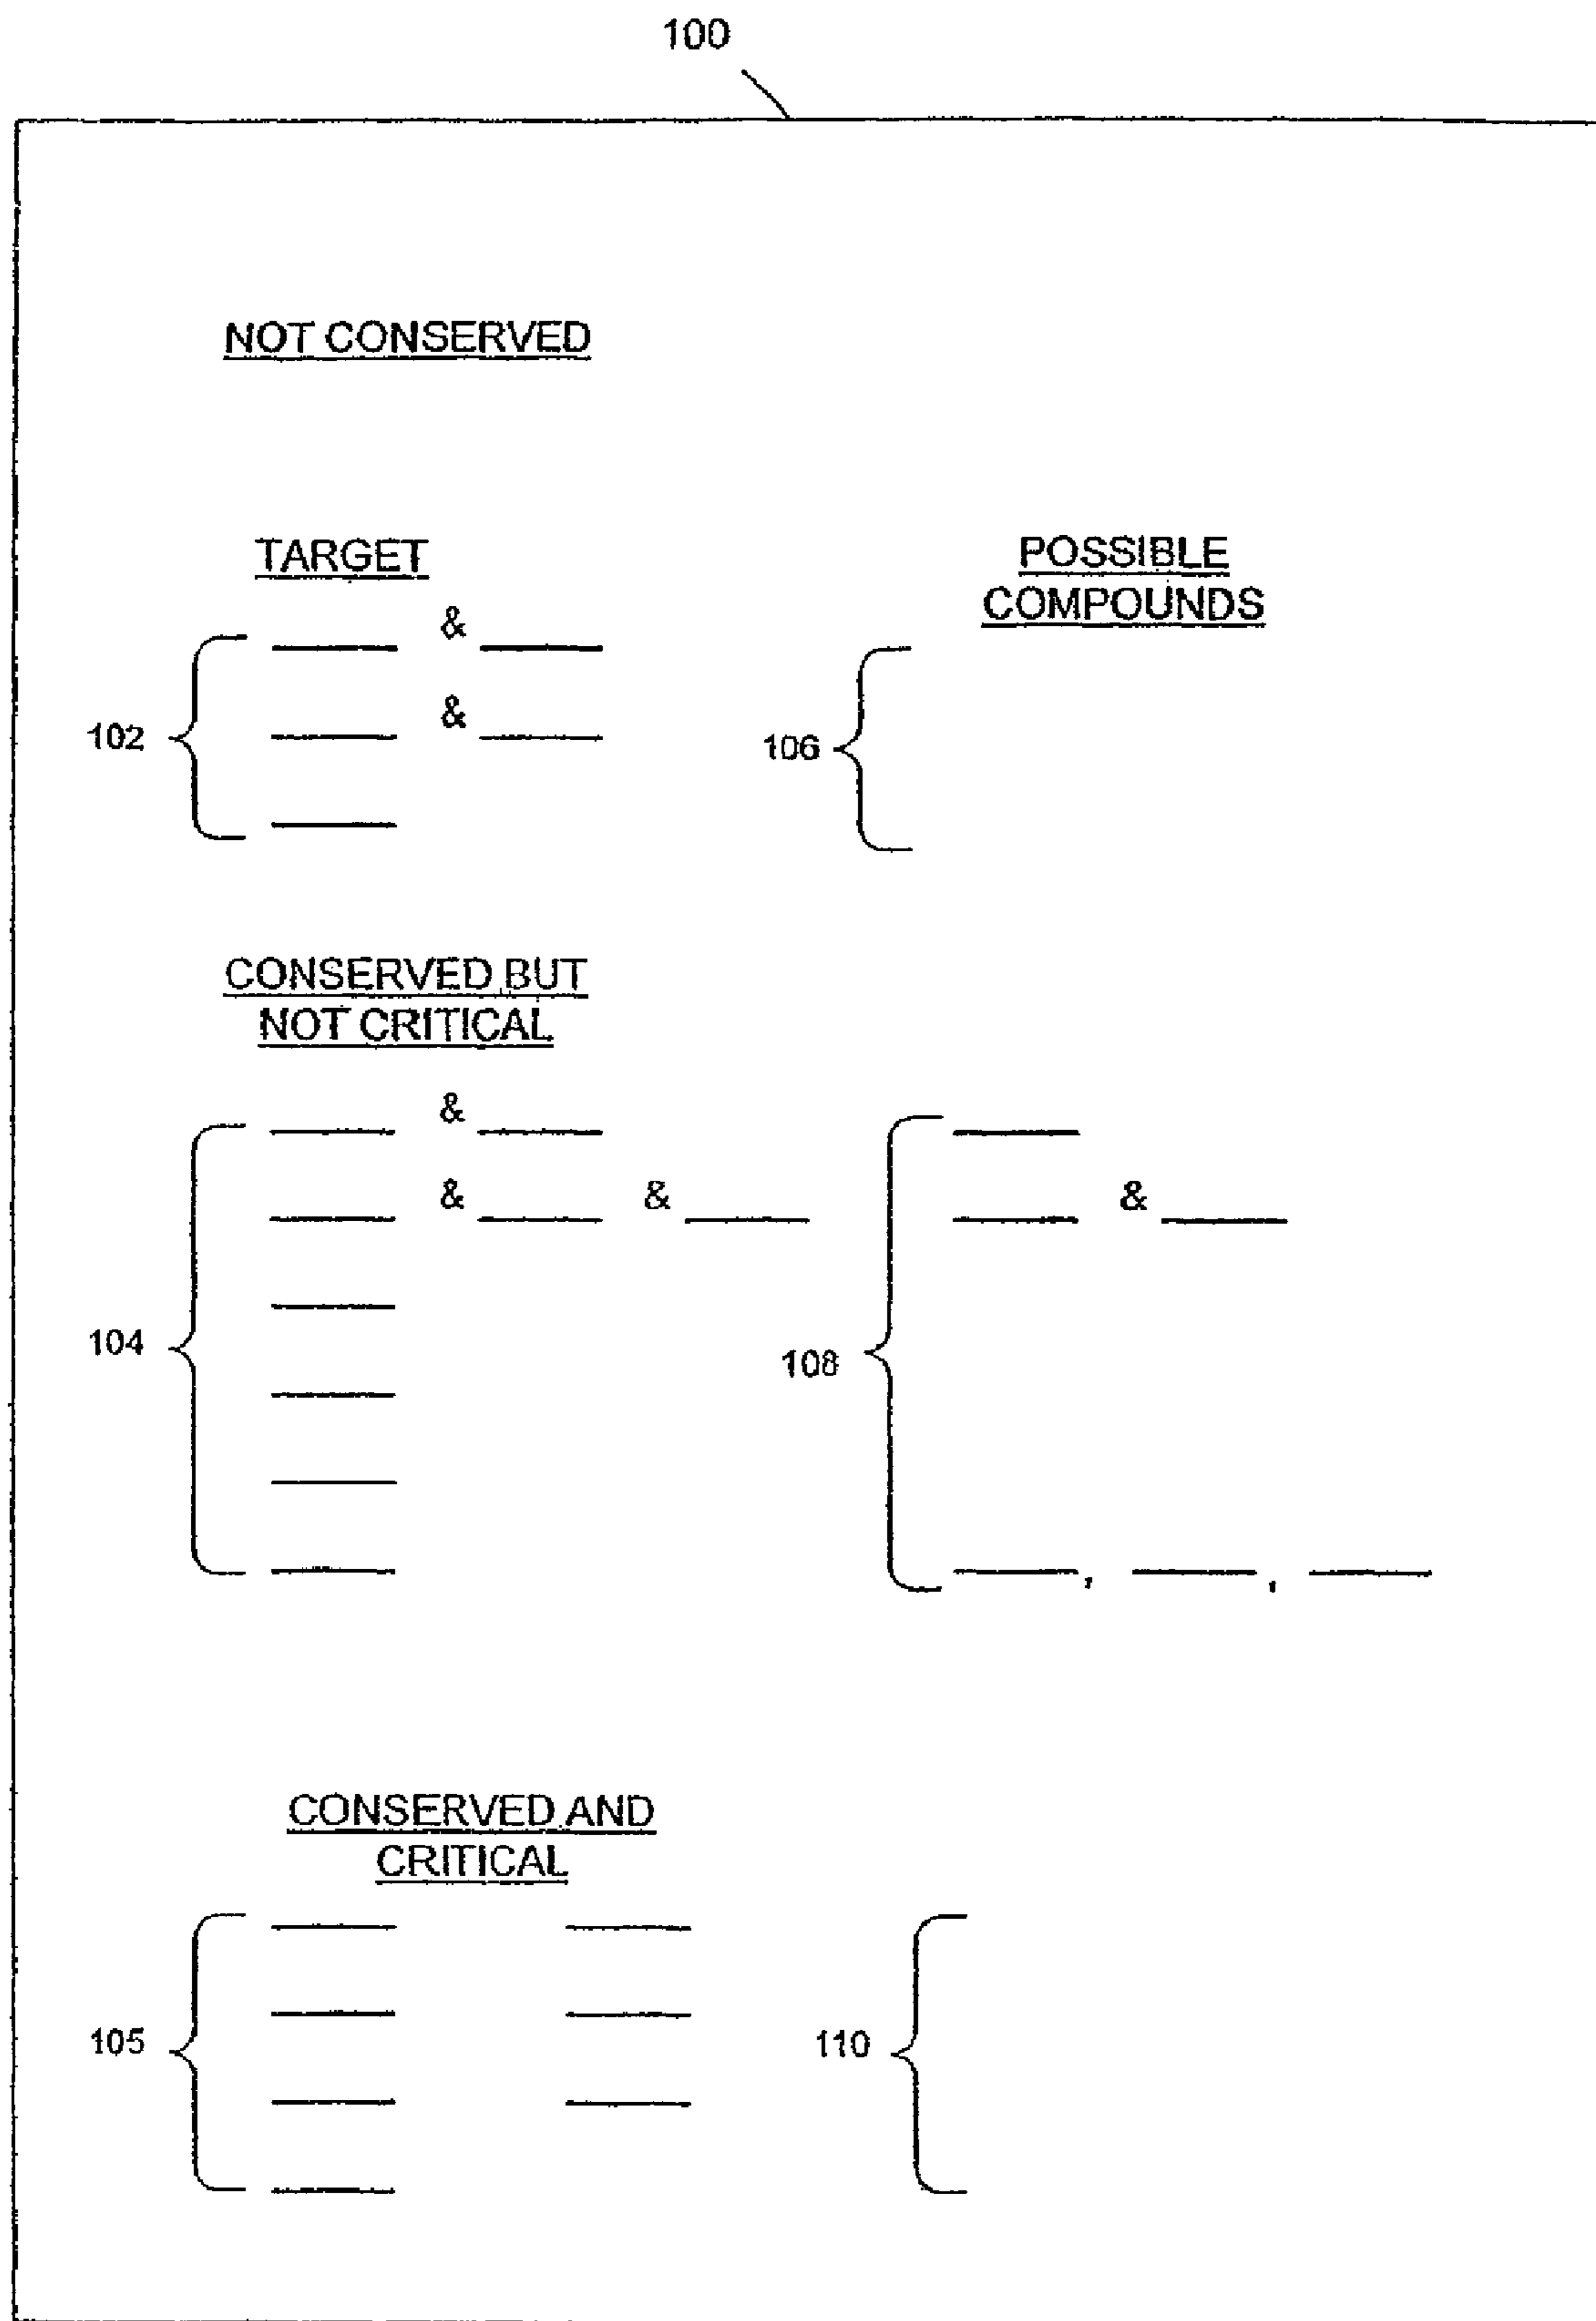 100
NOT CONSERVED
TARGET
POSSIBLE
COMPOUNDS
&
&
102
106
CONSERVED BUT
NOT CRITICAL
&
& & &
104
108
, ,
CONSERVED AND
CRITICAL
105
110